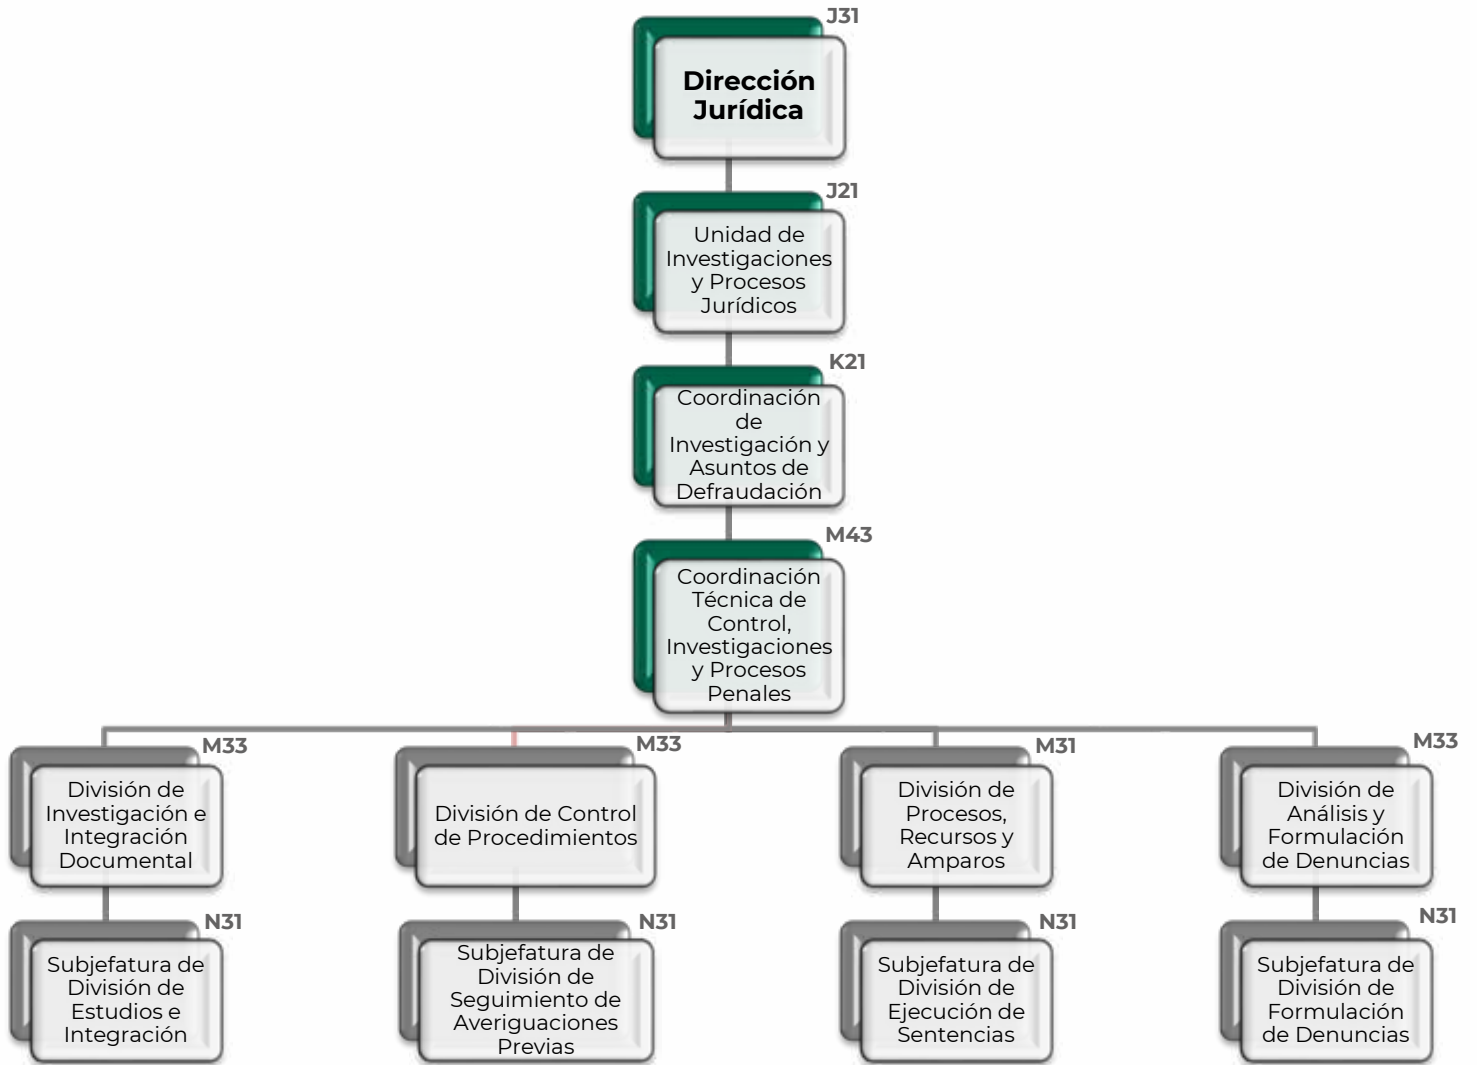 J31
Dirección
Jurídica
J21
Unidad de
Investigaciones
y Procesos
Jurídicos
K21
Coordinación
de
Investigación y
Asuntos de
Defraudación
M43
Coordinación
Técnica de
Control,
Investigaciones
y Procesos
Penales
M33
División de
Investigación e
Integración
Documental
M33
División de Control
de Procedimientos
M31
División de
Procesos,
Recursos y
Amparos
M33
División de
Análisis y
Formulación
de Denuncias
N31
Subjefatura de
División de
Estudios e
Integración
N31
Subjefatura de
División de
Seguimiento de
Averiguaciones
Previas
N31
Subjefatura de
División de
Ejecución de
Sentencias
N31
Subjefatura de
División de
Formulación
de Denuncias